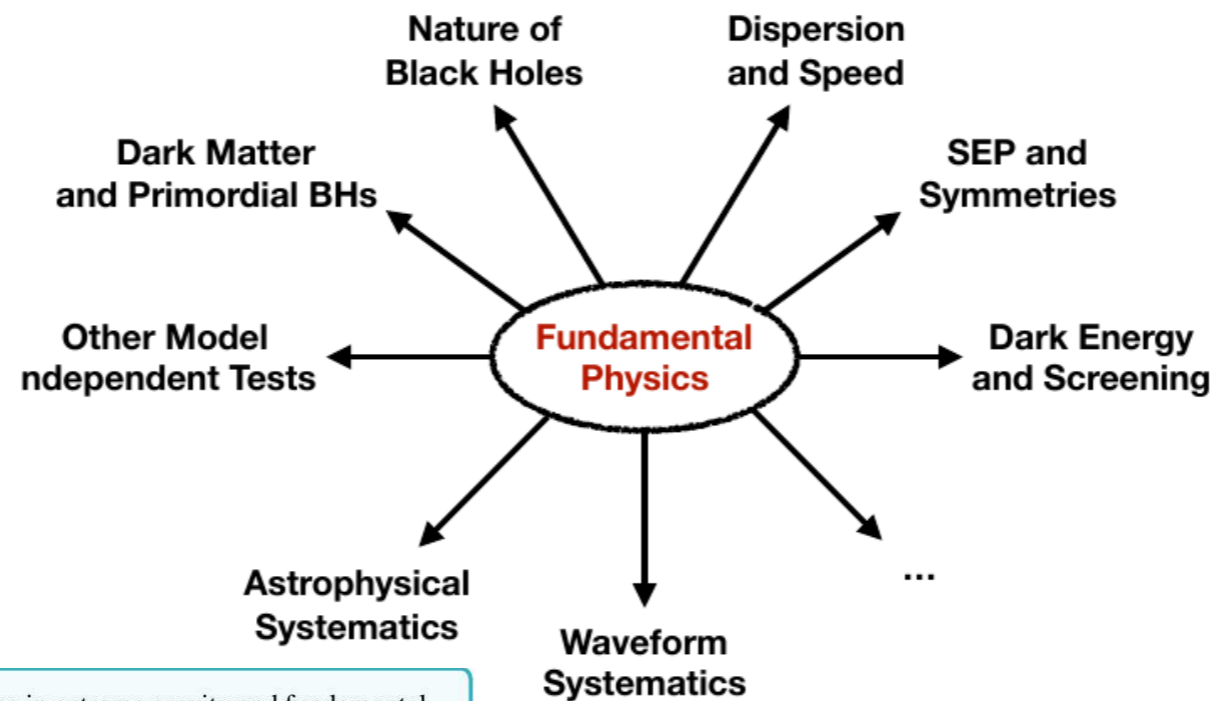 Nature of
Black Holes
Dispersion
and Speed
Dark Matter
and Primordial BHs
SEP and
Symmetries
Other Model
ndependent Tests
Fundamental
Physics
Dark Energy
and Screening
Astrophysical
Systematics
Waveform
Systematics
...